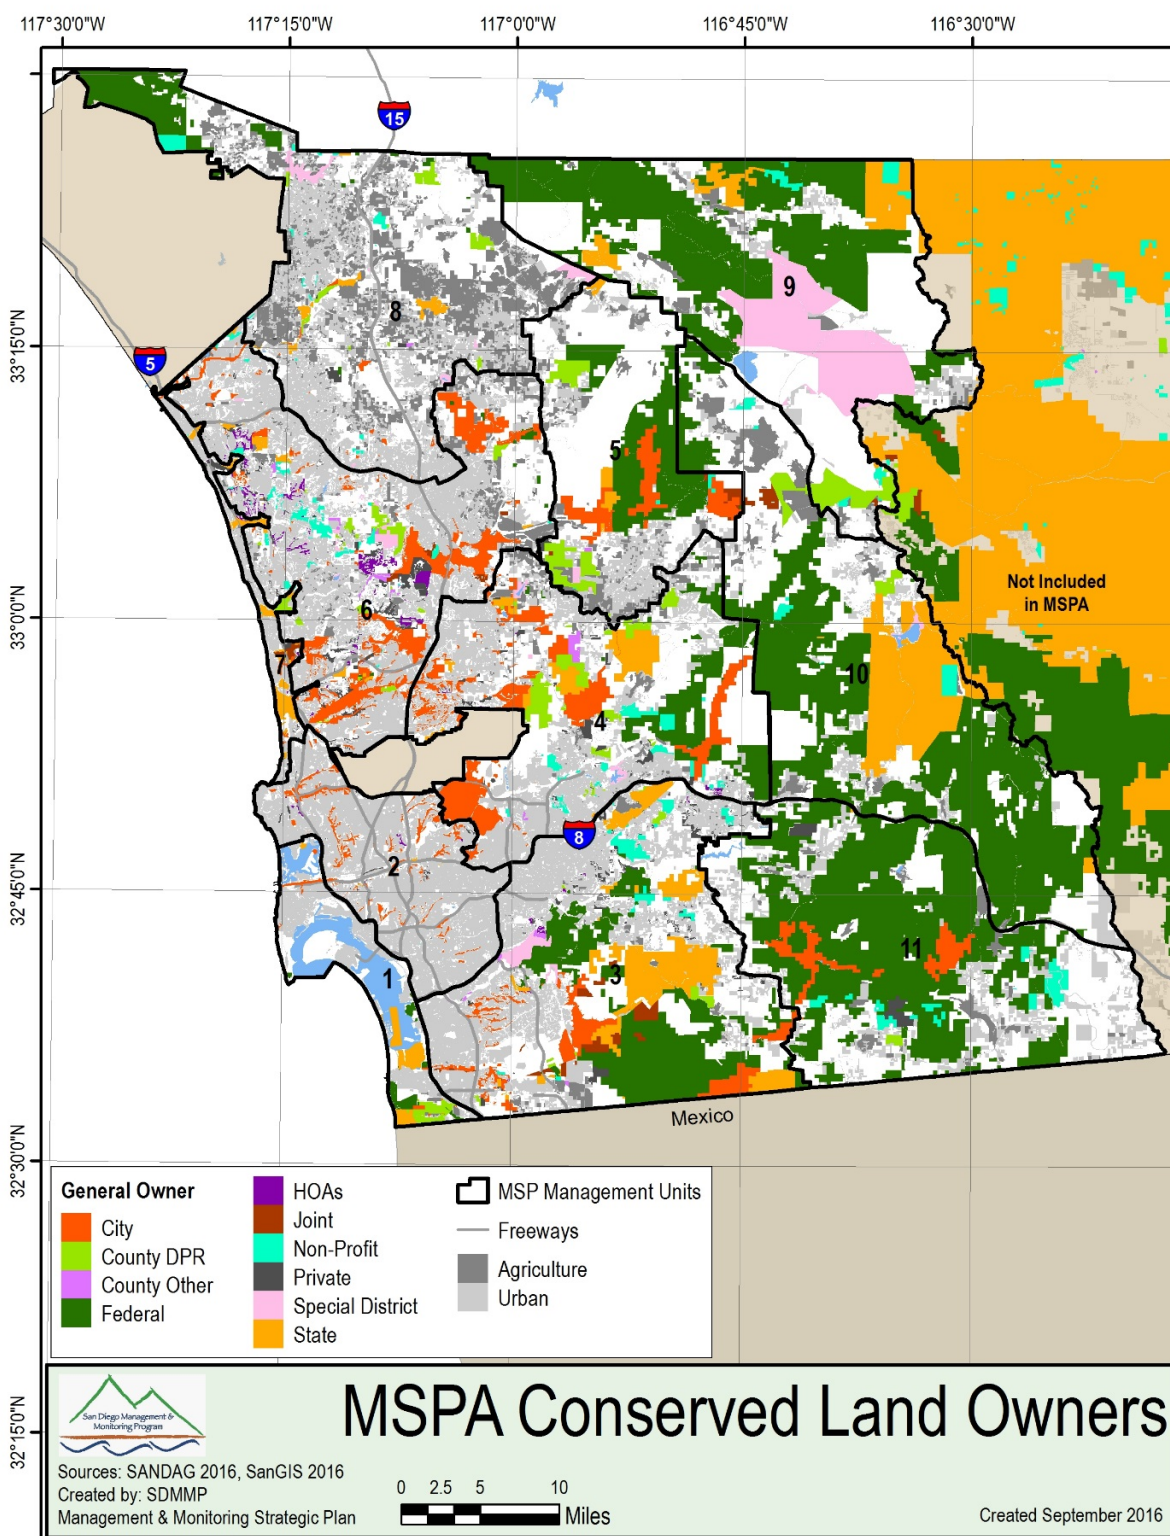 117°30'0"W
117°15'0"W
117°0'0"W
116°45'0"W
116°30'0"W
15
9
8
33°15'0"N
5
5
Not Included
in MSPA
6
33°0'0"N
7
10
4
8
2
32°45'0"N
11
3
1
Mexico
32°30'0"N
General Owner
City
County DPR
County Other
Federal
HOAs
Joint
Non-Profit
Private
Special District
State
MSP Management Units
Freeways
Agriculture
Urban
32°15'0"N
San Diego Management &
Monitoring Program
MSPA Conserved Land Owners
Sources: SANDAG 2016, SanGIS 2016
Created by: SDMMP
Management & Monitoring Strategic Plan
0 2.5 5 10
Miles
Created September 2016